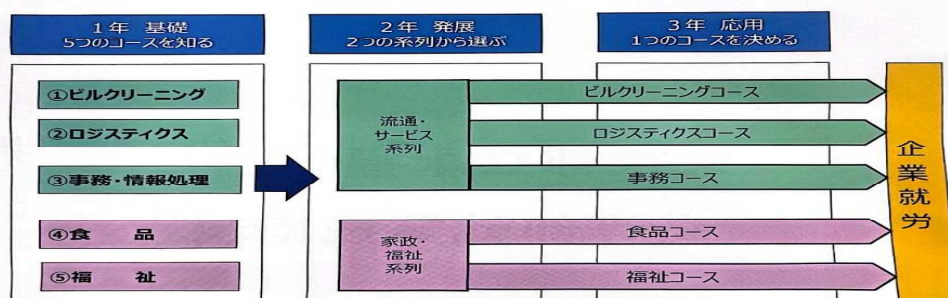 1年 基礎
5つのコースを知る
2年 発展
2つの系列から選ぶ
3年 応用
1つのコースを決める
①ビルクリーニング
②ロジスティクス
③事務・情報処理
④食 品
⑤福 祉
流通・
サービス
系列
家政・
福祉
系列
ビルクリーニングコース
ロジスティクスコース
事務コース
食品コース
福祉コース
企業就労